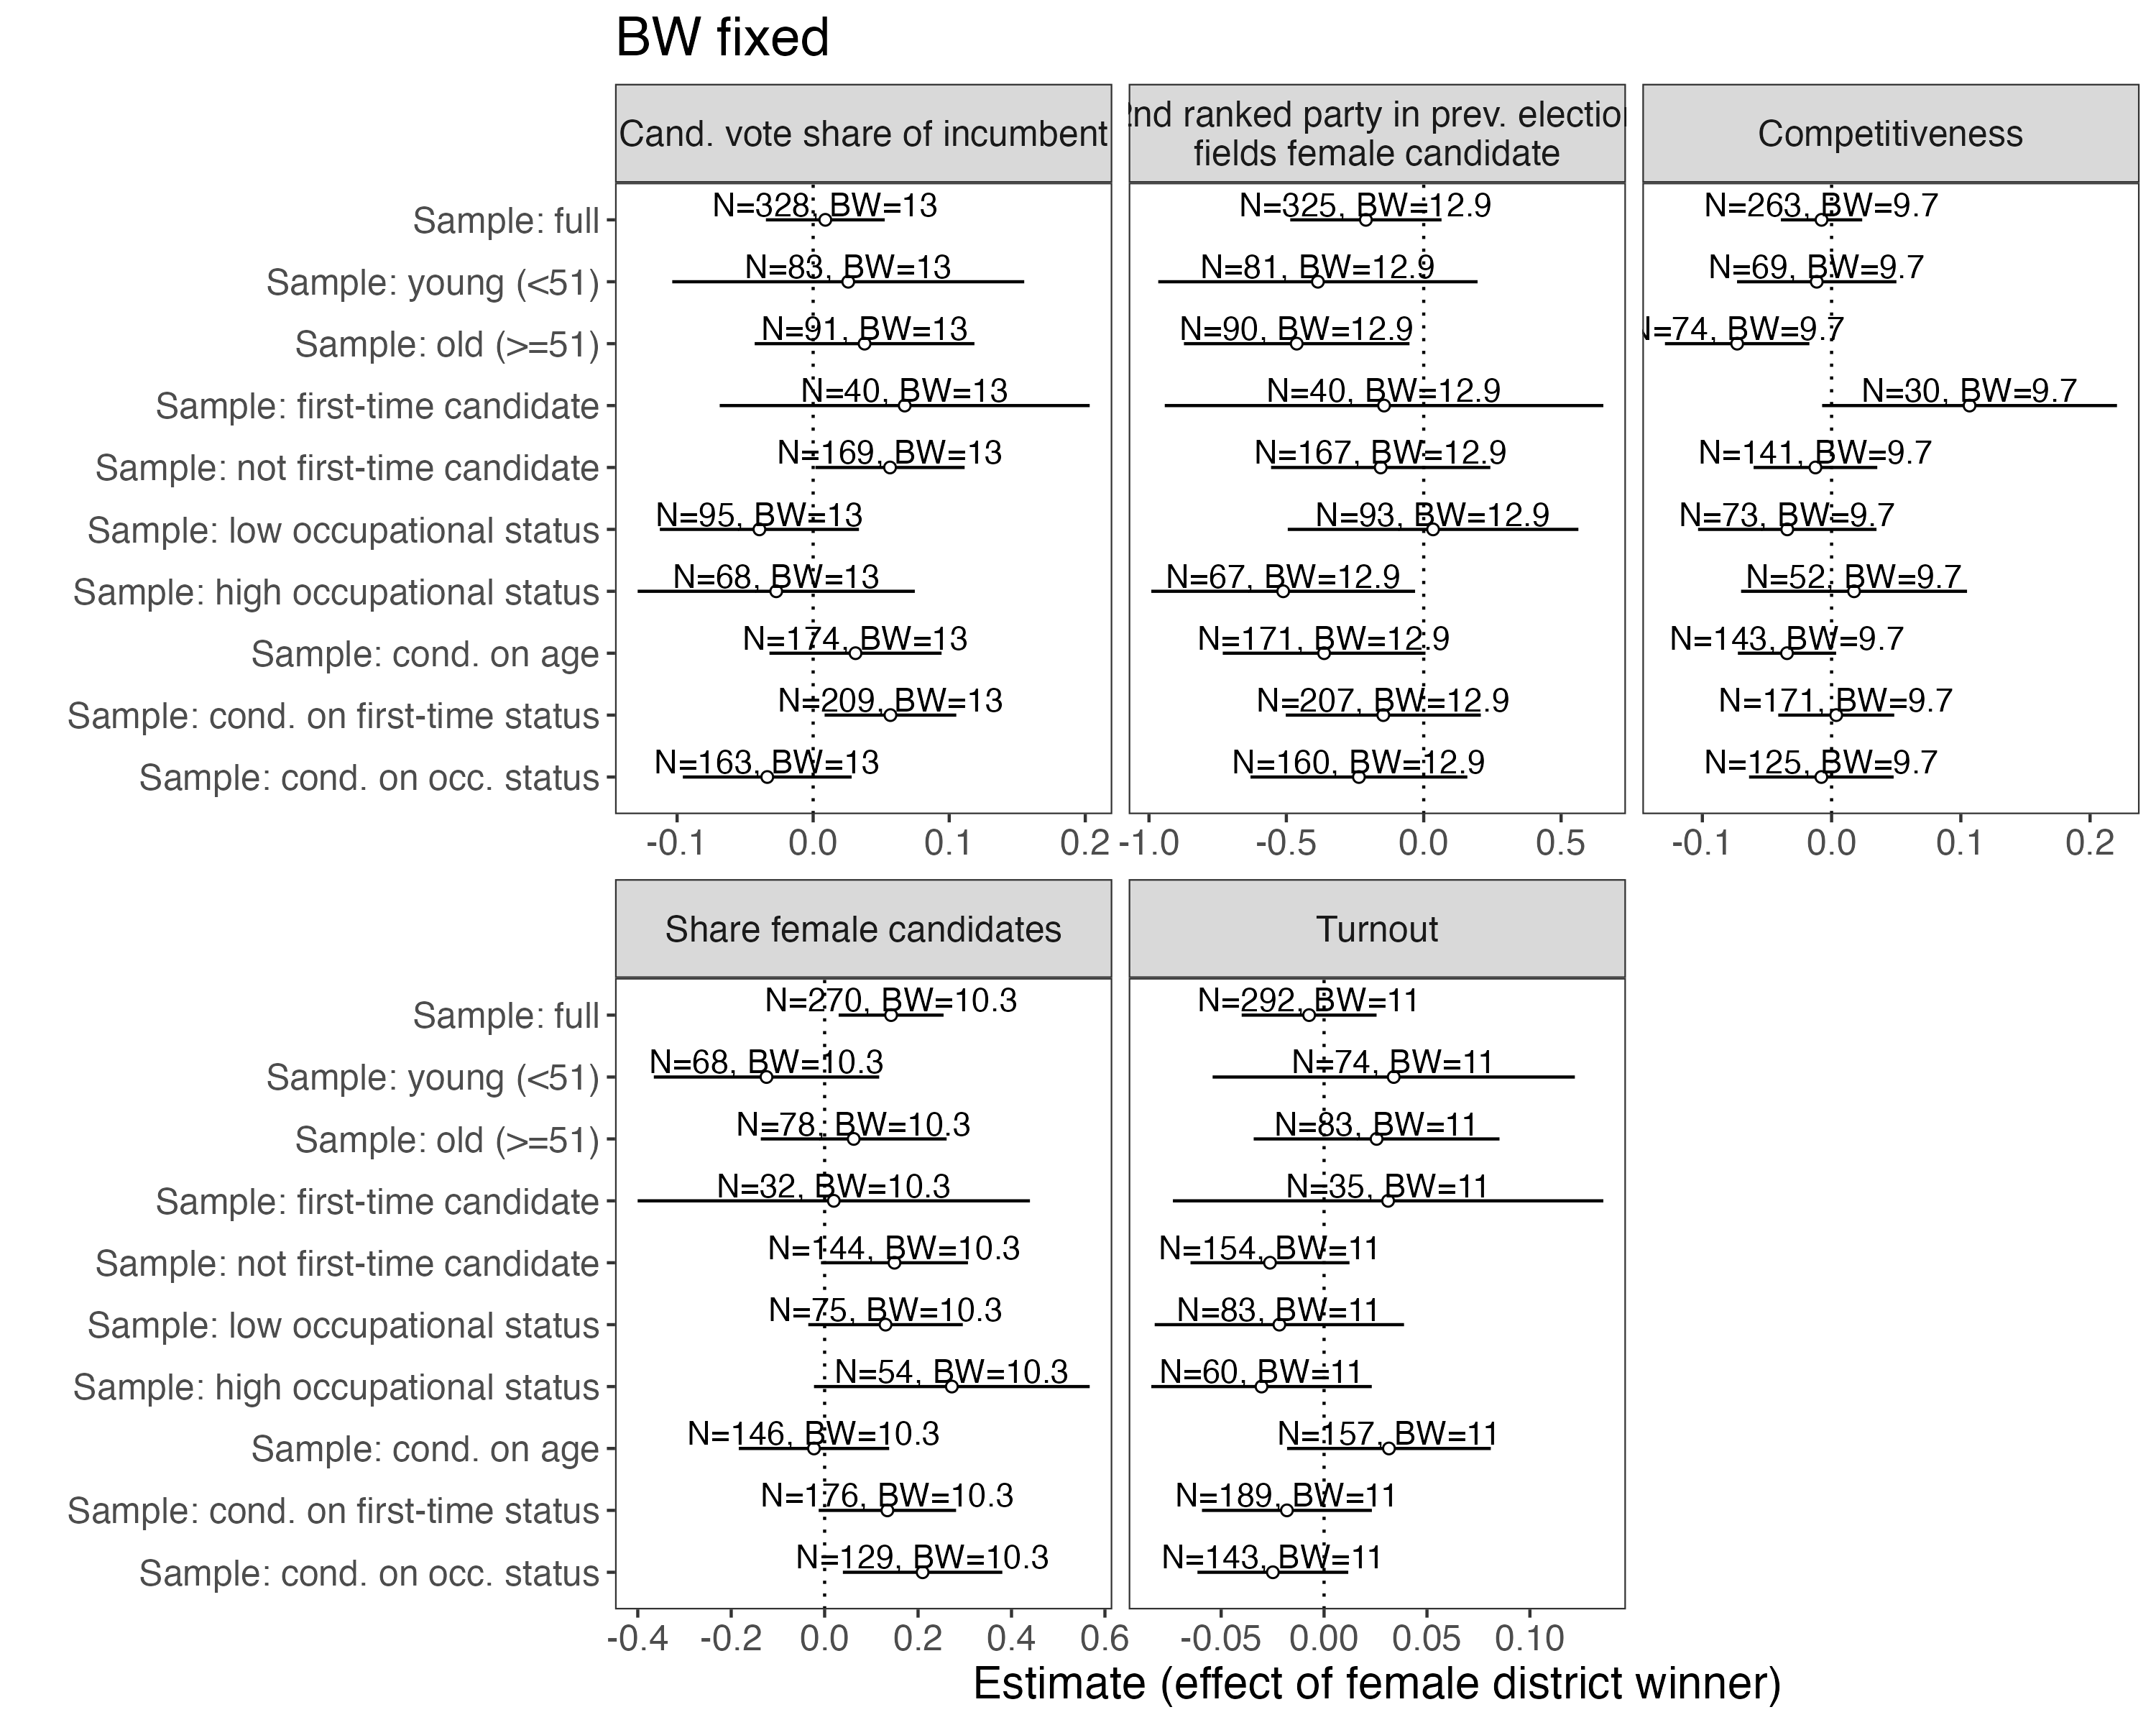 BW fixed
Cand. vote share of incumbent
2nd ranked party in prev. election
fields female candidate
Competitiveness
Sample: full
N=328, BW=13
N=325, BW=12.9
N=263, BW=9.7
Sample: young (<51)
N=83, BW=13
N=81, BW=12.9
N=69, BW=9.7
Sample: old (>=51)
N=91, BW=13
N=90, BW=12.9
N=74, BW=9.7
Sample: first-time candidate
N=40, BW=13
N=40, BW=12.9
N=30, BW=9.7
Sample: not first-time candidate
N=169, BW=13
N=167, BW=12.9
N=141, BW=9.7
Sample: low occupational status
N=95, BW=13
N=93, BW=12.9
N=73, BW=9.7
Sample: high occupational status
N=68, BW=13
N=67, BW=12.9
N=52, BW=9.7
Sample: cond. on age
N=174, BW=13
N=171, BW=12.9
N=143, BW=9.7
Sample: cond. on first-time status
N=209, BW=13
N=207, BW=12.9
N=171, BW=9.7
Sample: cond. on occ. status
N=163, BW=13
N=160, BW=12.9
N=125, BW=9.7
-0.1 0.0 0.1 0.2
-1.0 -0.5 0.0 0.5
-0.1 0.0 0.1 0.2
Share female candidates
Turnout
Sample: full
N=270, BW=10.3
N=292, BW=11
Sample: young (<51)
N=68, BW=10.3
N=74, BW=11
Sample: old (>=51)
N=78, BW=10.3
N=83, BW=11
Sample: first-time candidate
N=32, BW=10.3
N=35, BW=11
Sample: not first-time candidate
N=144, BW=10.3
N=154, BW=11
Sample: low occupational status
N=75, BW=10.3
N=83, BW=11
Sample: high occupational status
N=54, BW=10.3
N=60, BW=11
Sample: cond. on age
N=146, BW=10.3
N=157, BW=11
Sample: cond. on first-time status
N=176, BW=10.3
N=189, BW=11
Sample: cond. on occ. status
N=129, BW=10.3
N=143, BW=11
-0.4 -0.2 0.0 0.2 0.4 0.6
-0.05 0.00 0.05 0.10
Estimate (effect of female district winner)